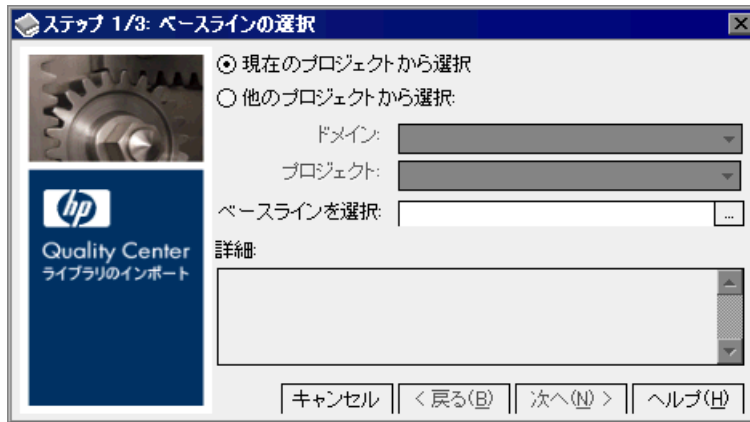 ステップ 1/3: ベースラインの選択
現在のプロジェクトから選択
他のプロジェクトから選択:
ドメイン:
プロジェクト:
ベースラインを選択: ...
hp
Quality Center
ライブラリのインポート
詳細:
キャンセル < 戻る(B) 次へ(N) > ヘルプ(H)